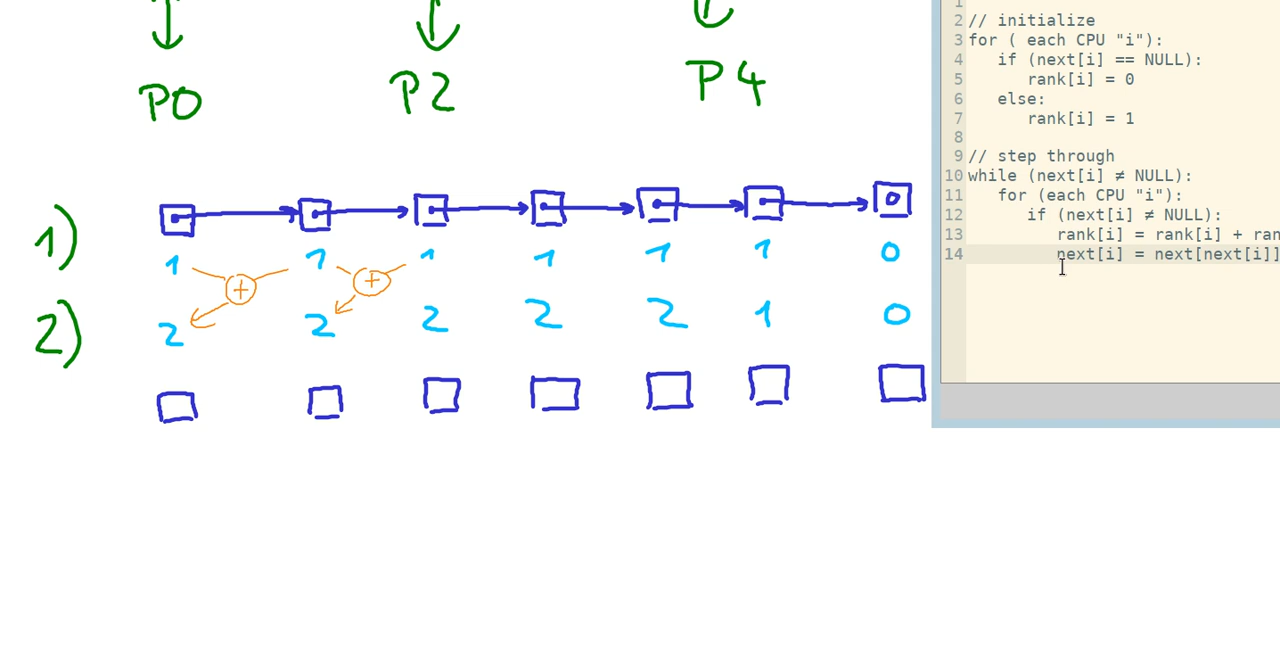 P0 P2 P4
1)
1 1 1 1 1 1 0
+ +
2)
2 2 2 2 2 1 0
1
2 // initialize
3 for ( each CPU "i"):
4 if (next[i] == NULL):
5 rank[i] = 0
6 else:
7 rank[i] = 1
8
9 // step through
10 while (next[i] ≠ NULL):
11 for (each CPU "i"):
12 if (next[i] ≠ NULL):
13 rank[i] = rank[i] + ran
14 next[i] = next[next[i]]